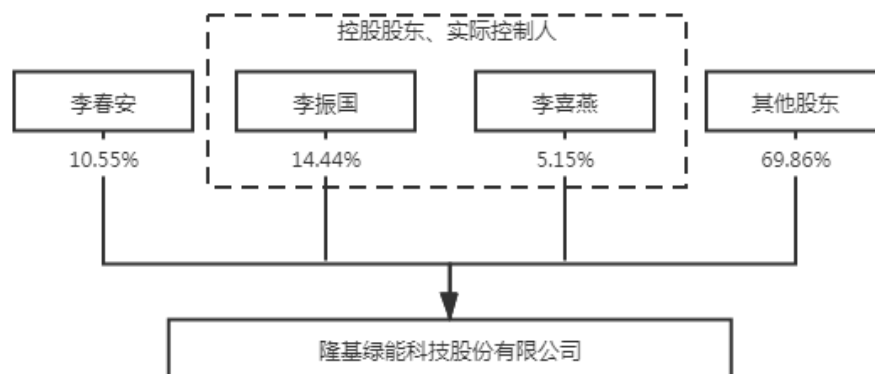 控股股东、实际控制人
李春安
李振国
李喜燕
其他股东
10.55%
14.44%
5.15%
69.86%
隆基绿能科技股份有限公司